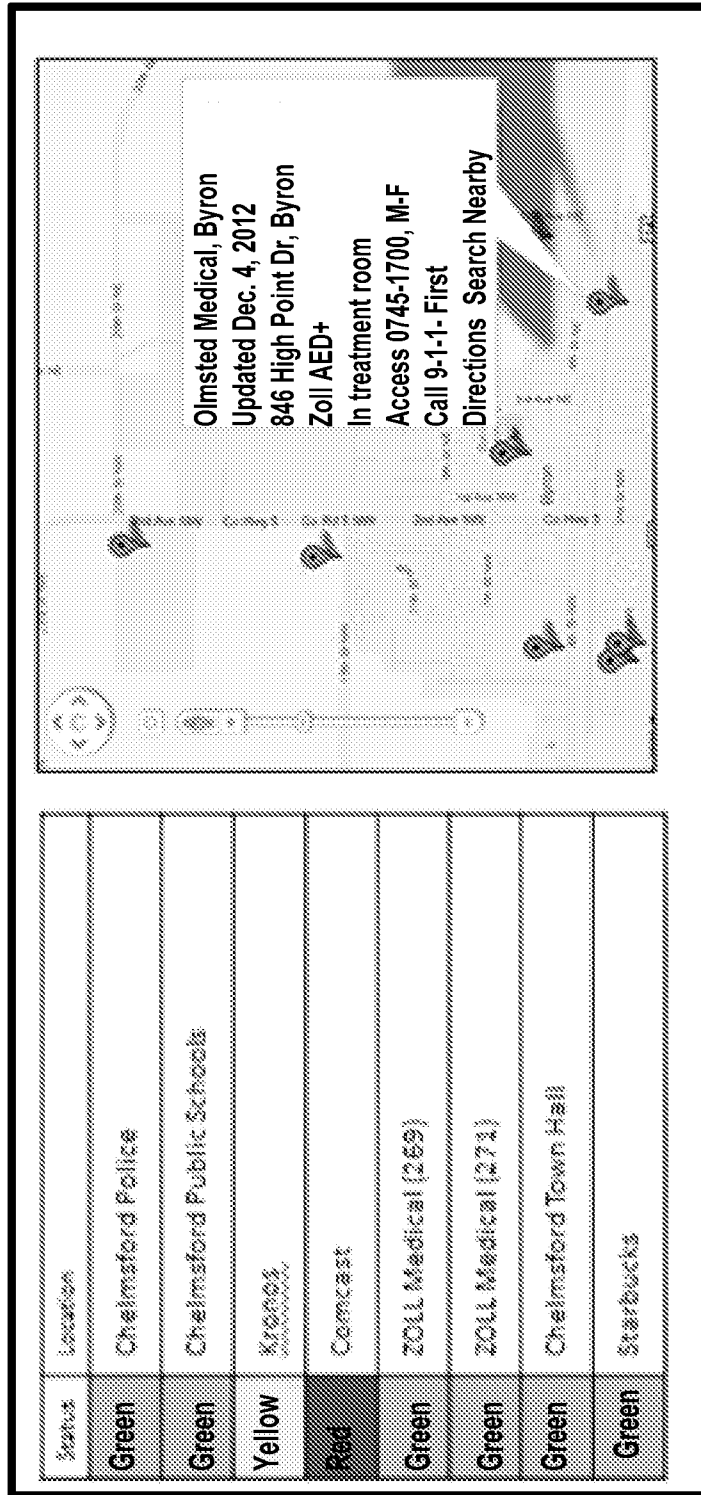 Status Location
Green Chelmsford Police
Green Chelmsford Public Schools
Yellow Kronos
Red Comcast
Green ZOLL Medical (269)
Green ZOLL Medical (271)
Green Chelmsford Town Hall
Green Starbucks
Olmsted Medical, Byron
Updated Dec. 4, 2012
846 High Point Dr, Byron
Zoll AED+
In treatment room
Access 0745-1700, M-F
Call 9-1-1- First
Directions Search Nearby
Byron